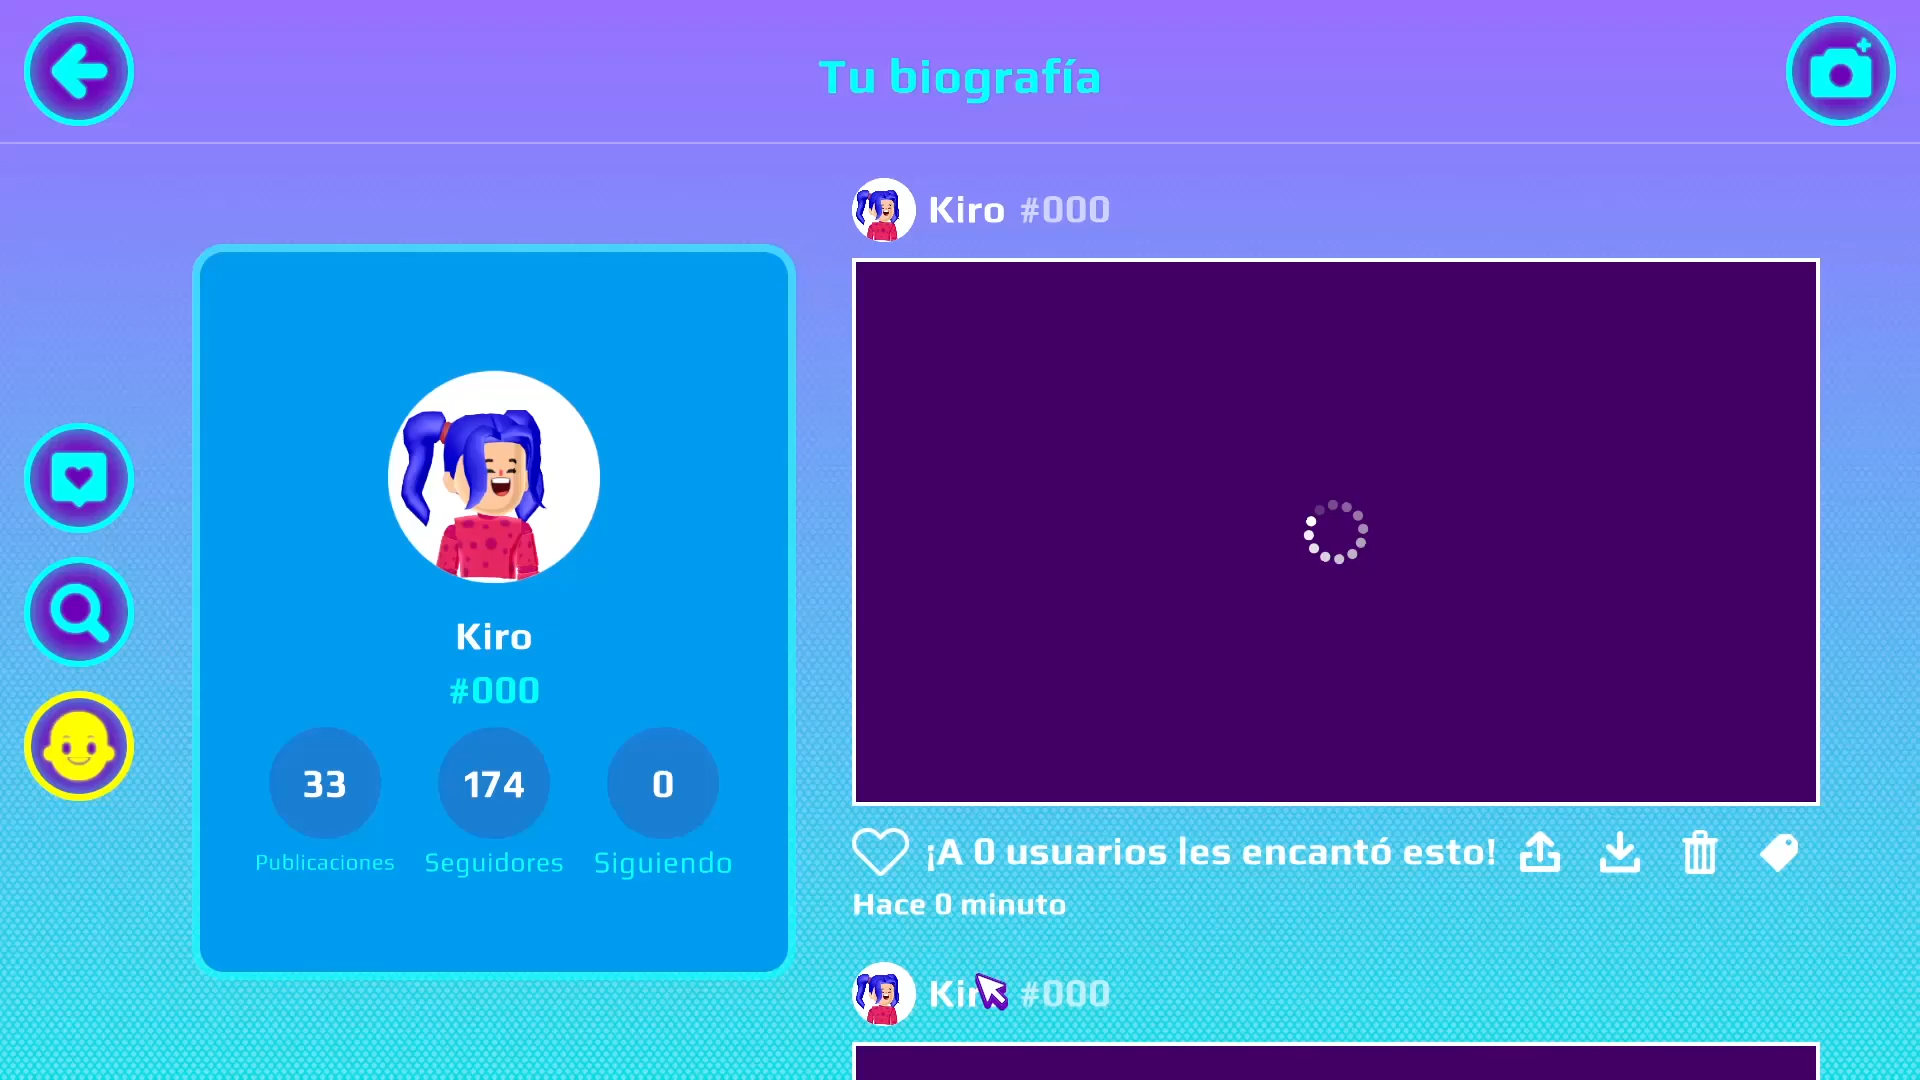 Tu biografía
Kiro #000
Kiro
#000
33 174 0
Publicaciones Seguidores Siguiendo
¡A 0 usuarios les encantó esto!
Hace 0 minuto
#000